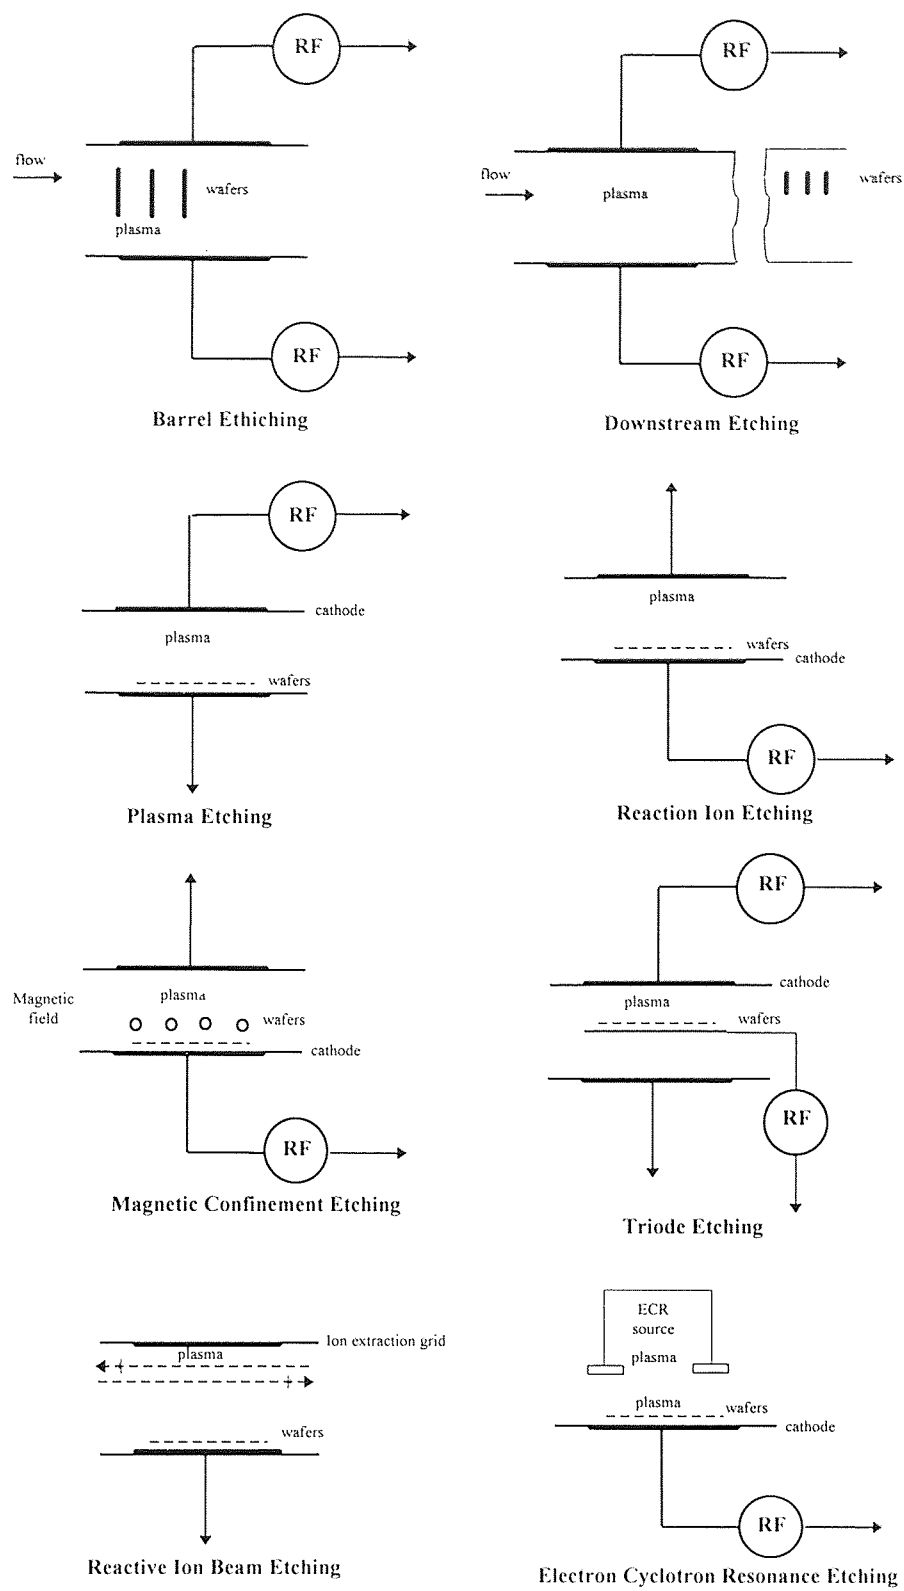 RF
flow
wafers
plasma
RF
Barrel Ethiching
RF
flow
plasma
wafers
RF
Downstream Etching
RF
cathode
plasma
wafers
Plasma Etching
plasma
wafers
cathode
RF
Reaction Ion Etching
plasma
Magnetic
field
wafers
cathode
RF
Magnetic Confinement Etching
RF
cathode
plasma
wafers
RF
Triode Etching
Ion extraction grid
plasma
wafers
Reactive Ion Beam Etching
ECR
source
plasma
plasma
wafers
cathode
RF
Electron Cyclotron Resonance Etching